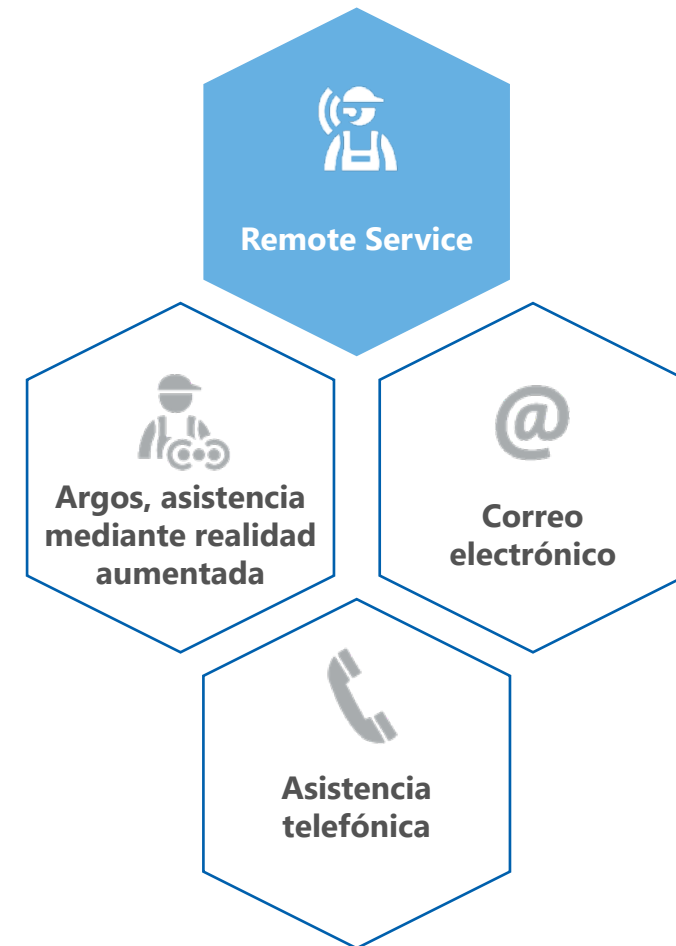 Remote Service
Argos, asistencia
mediante realidad
aumentada
@
Correo
electrónico
Asistencia
telefónica